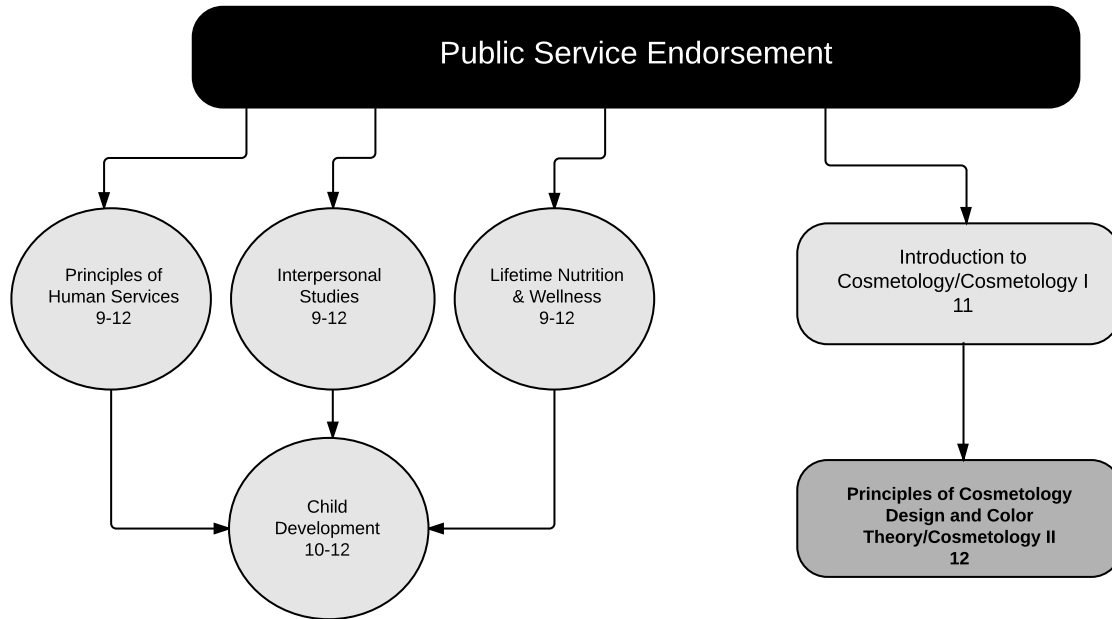 Public Service Endorsement
Principles of
Human Services
9-12
Interpersonal
Studies
9-12
Lifetime Nutrition
& Wellness
9-12
Introduction to
Cosmetology/Cosmetology I
11
Child
Development
10-12
Principles of Cosmetology
Design and Color
Theory/Cosmetology II
12